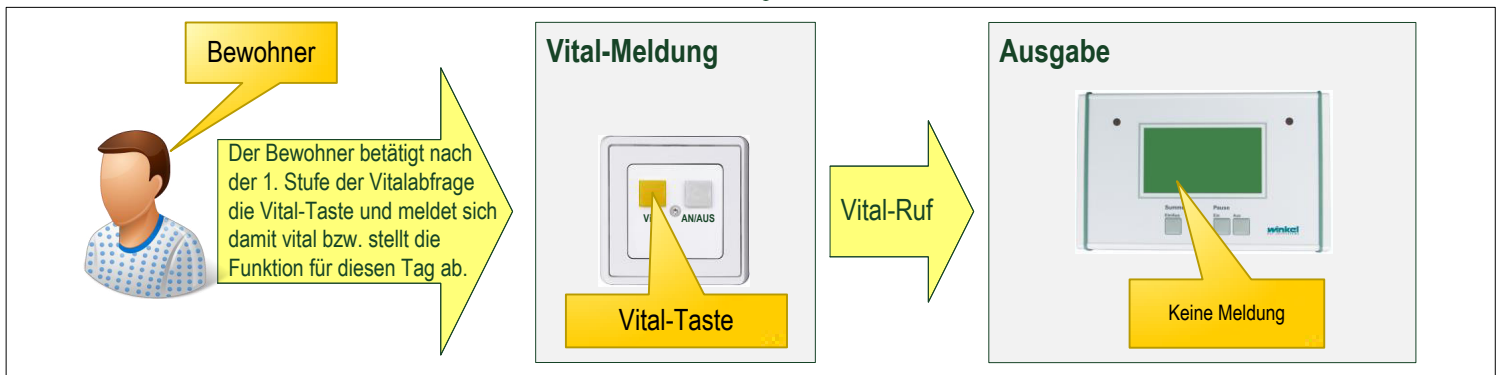 Bewohner
Der Bewohner betätigt nach
der 1. Stufe der Vitalabfrage
die Vital-Taste und meldet sich
damit vital bzw. stellt die
Funktion für diesen Tag ab.
Vital-Meldung
AN/AUS
Vital-Taste
Vital-Ruf
Ausgabe
Pause
Ein Aus
winkel
Keine Meldung